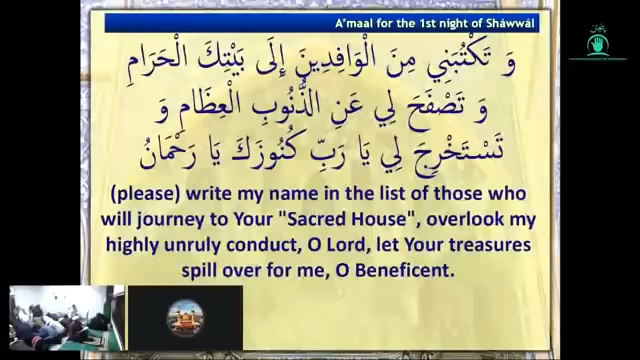 A'maal for the 1st night of Sháwwál
وَ تَكْتُبَنِي مِنَ الْوَافِدِينَ إِلَى بَيْتِكَ الْحَرَامِ
وَ تَصْفَحَ لِي عَنِ الذُّنُوبِ الْعِظَامِ وَ
تَسْتَخْرِجَ لِي يَا رَبِّ كُنُوزَكَ يَا رَحْمَانُ
(please) write my name in the list of those who
will journey to Your "Sacred House", overlook my
highly unruly conduct, O Lord, let Your treasures
spill over for me, O Beneficent.